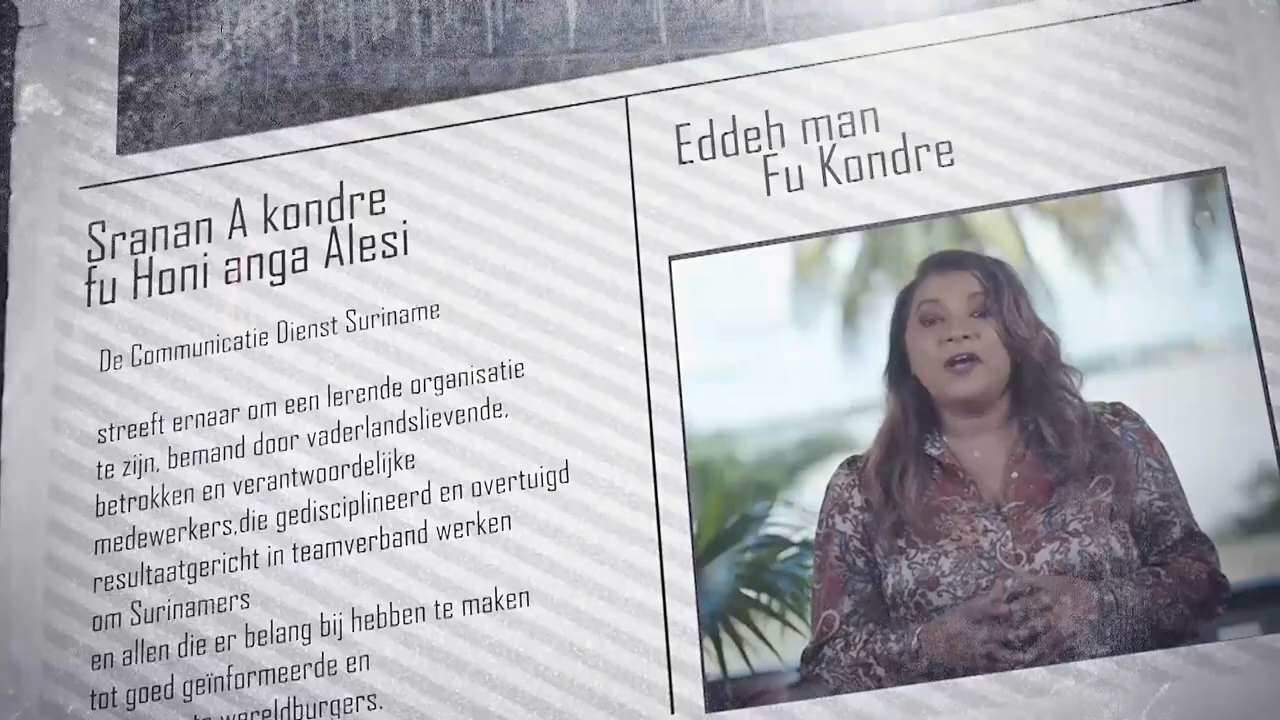 Sranan A kondre
fu Honi anga Alesi
De Communicatie Dienst Suriname
streeft ernaar om een lerende organisatie
te zijn, bemand door vaderlandslievende,
betrokken en verantwoordelijke
medewerkers,die gedisciplineerd en overtuigd
resultaatgericht in teamverband werken
om Surinamers
en allen die er belang bij hebben te maken
tot goed geïnformeerde en
wereldburgers.
Eddeh man
Fu Kondre